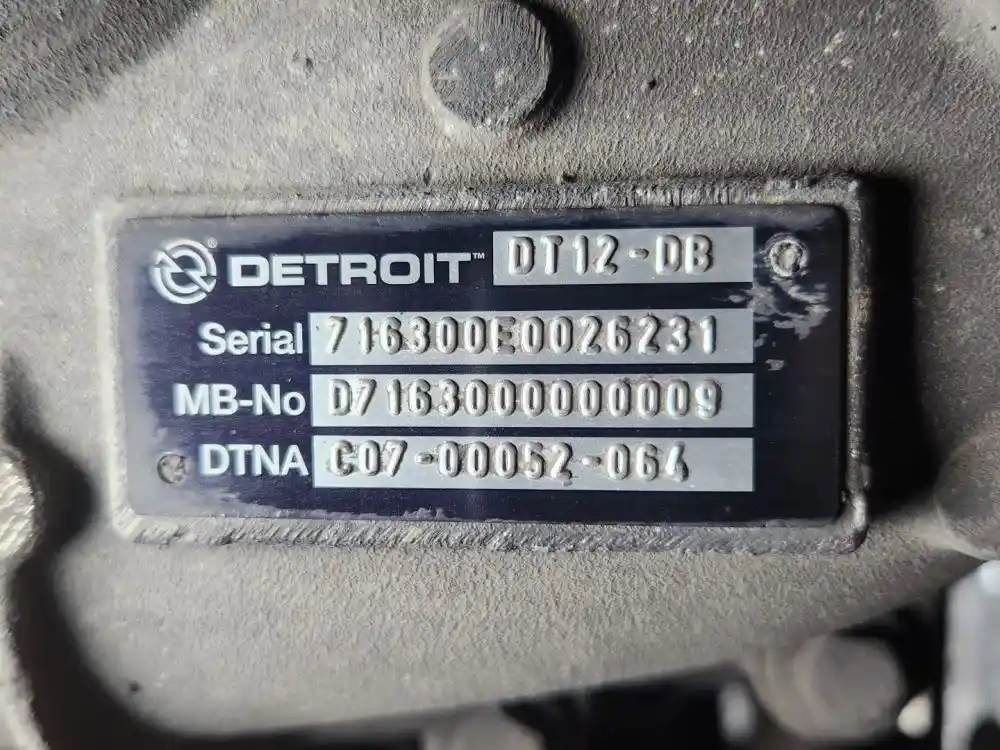 DETROIT™ DT12-DB
Serial 716300E0026231
MB-No D7163000000009
DTNA C07-00052-064